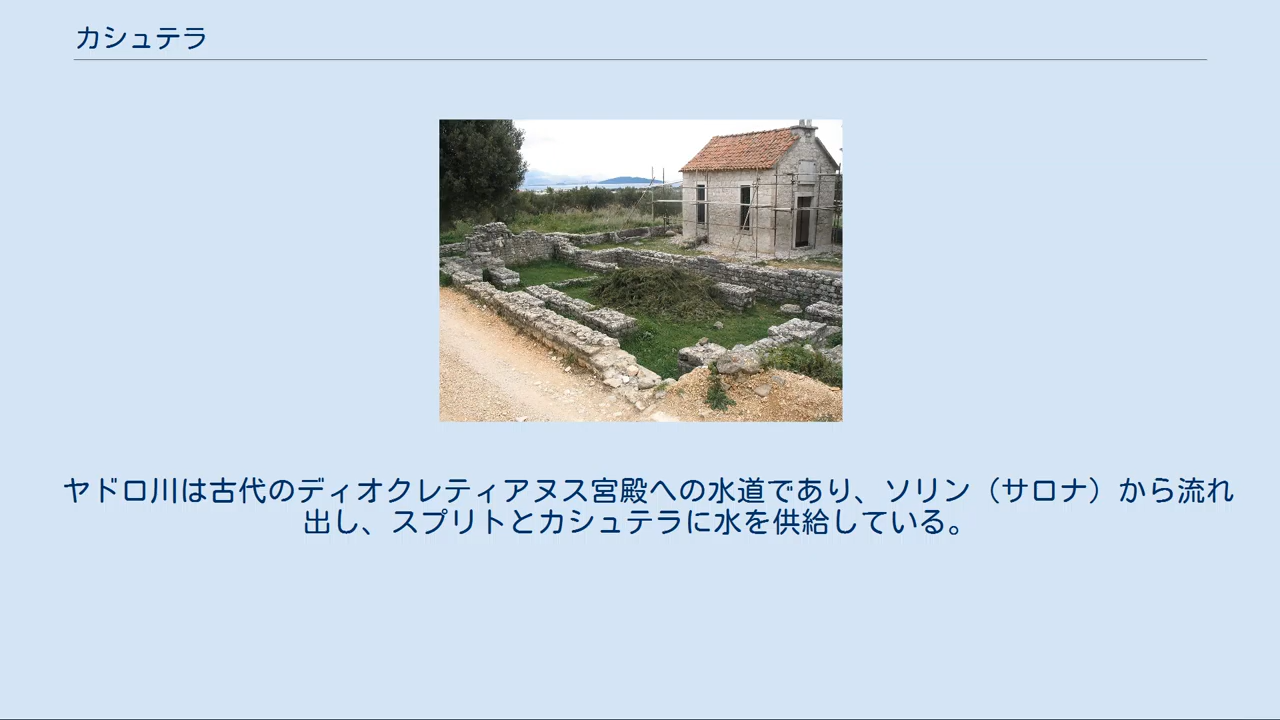 カシュテラ
ヤドロ川は古代のディオクレティアヌス宮殿への水道であり、ソリン（サロナ）から流れ
出し、スプリトとカシュテラに水を供給している。